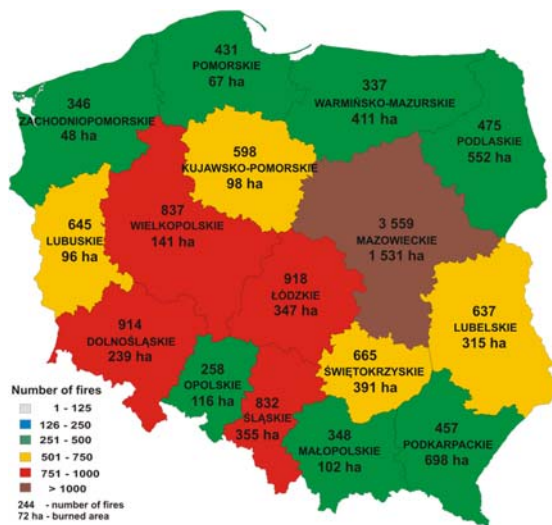 431
POMORSKIE
67 ha
337
WARMIŃSKO-MAZURSKIE
411 ha
346
ZACHODNIOPOMORSKIE
48 ha
475
PODLASKIE
552 ha
598
KUJAWSKO-POMORSKIE
98 ha
837
WIELKOPOLSKIE
141 ha
3 559
MAZOWIECKIE
1 531 ha
645
LUBUSKIE
96 ha
918
ŁÓDZKIE
347 ha
637
LUBELSKIE
315 ha
914
DOLNOŚLĄSKIE
239 ha
665
ŚWIĘTOKRZYSKIE
391 ha
258
OPOLSKIE
116 ha
832
ŚLĄSKIE
355 ha
348
MAŁOPOLSKIE
102 ha
457
PODKARPACKIE
698 ha
Number of fires
1 - 125
126 - 250
251 - 500
501 - 750
751 - 1000
> 1000
244 - number of fires
72 ha - burned area